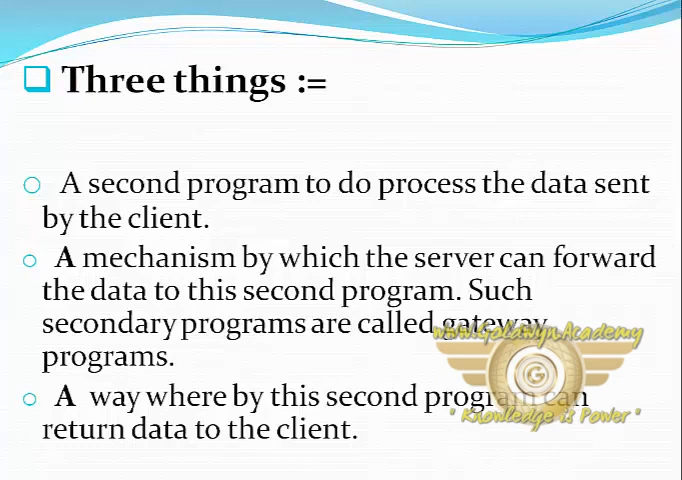 Three things :=
A second program to do process the data sent
by the client.
A mechanism by which the server can forward
the data to this second program. Such
secondary programs are called gateway
programs.
A way where by this second program can
return data to the client.
www.GolawynAcademy
G
" Knowledge is Power "